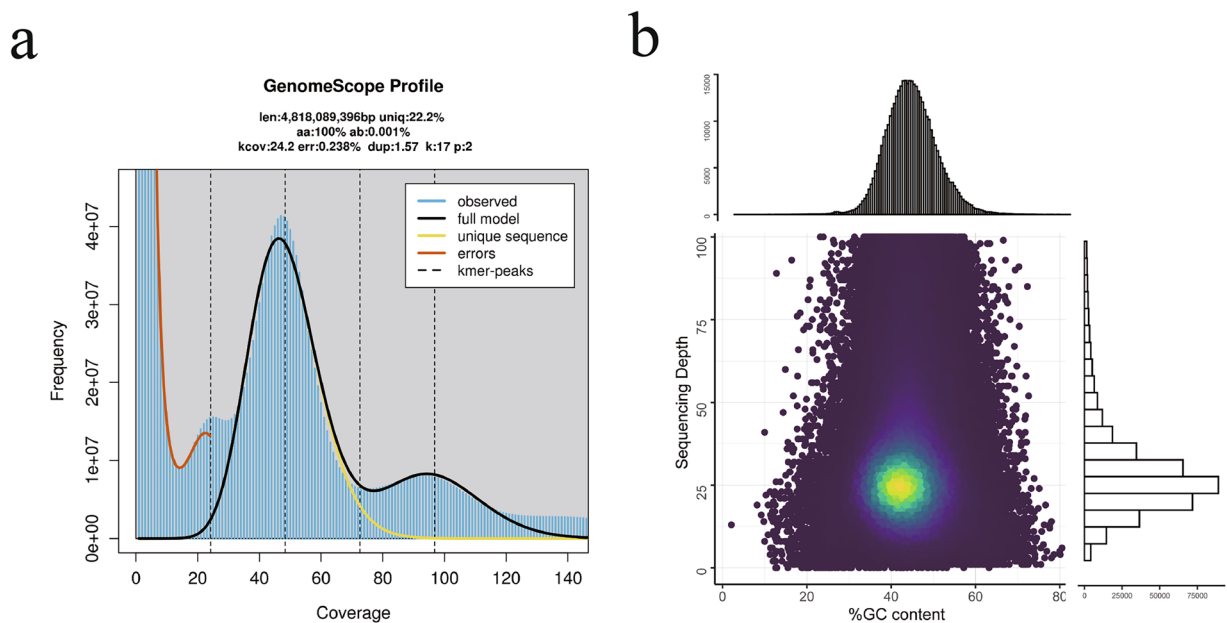 a
GenomeScope Profile
len:4,818,089,396bp uniq:22.2%
aa:100% ab:0.001%
kcov:24.2 err:0.238% dup:1.57 k:17 p:2
observed
full model
unique sequence
errors
kmer-peaks
Frequency
4e+07
3e+07
2e+07
1e+07
0e+00
0 20 40 60 80 100 120 140
Coverage
b
15000
10000
5000
0
Sequencing Depth
100
75
50
25
0
0 20 40 60 80
%GC content
0 25000 50000 75000